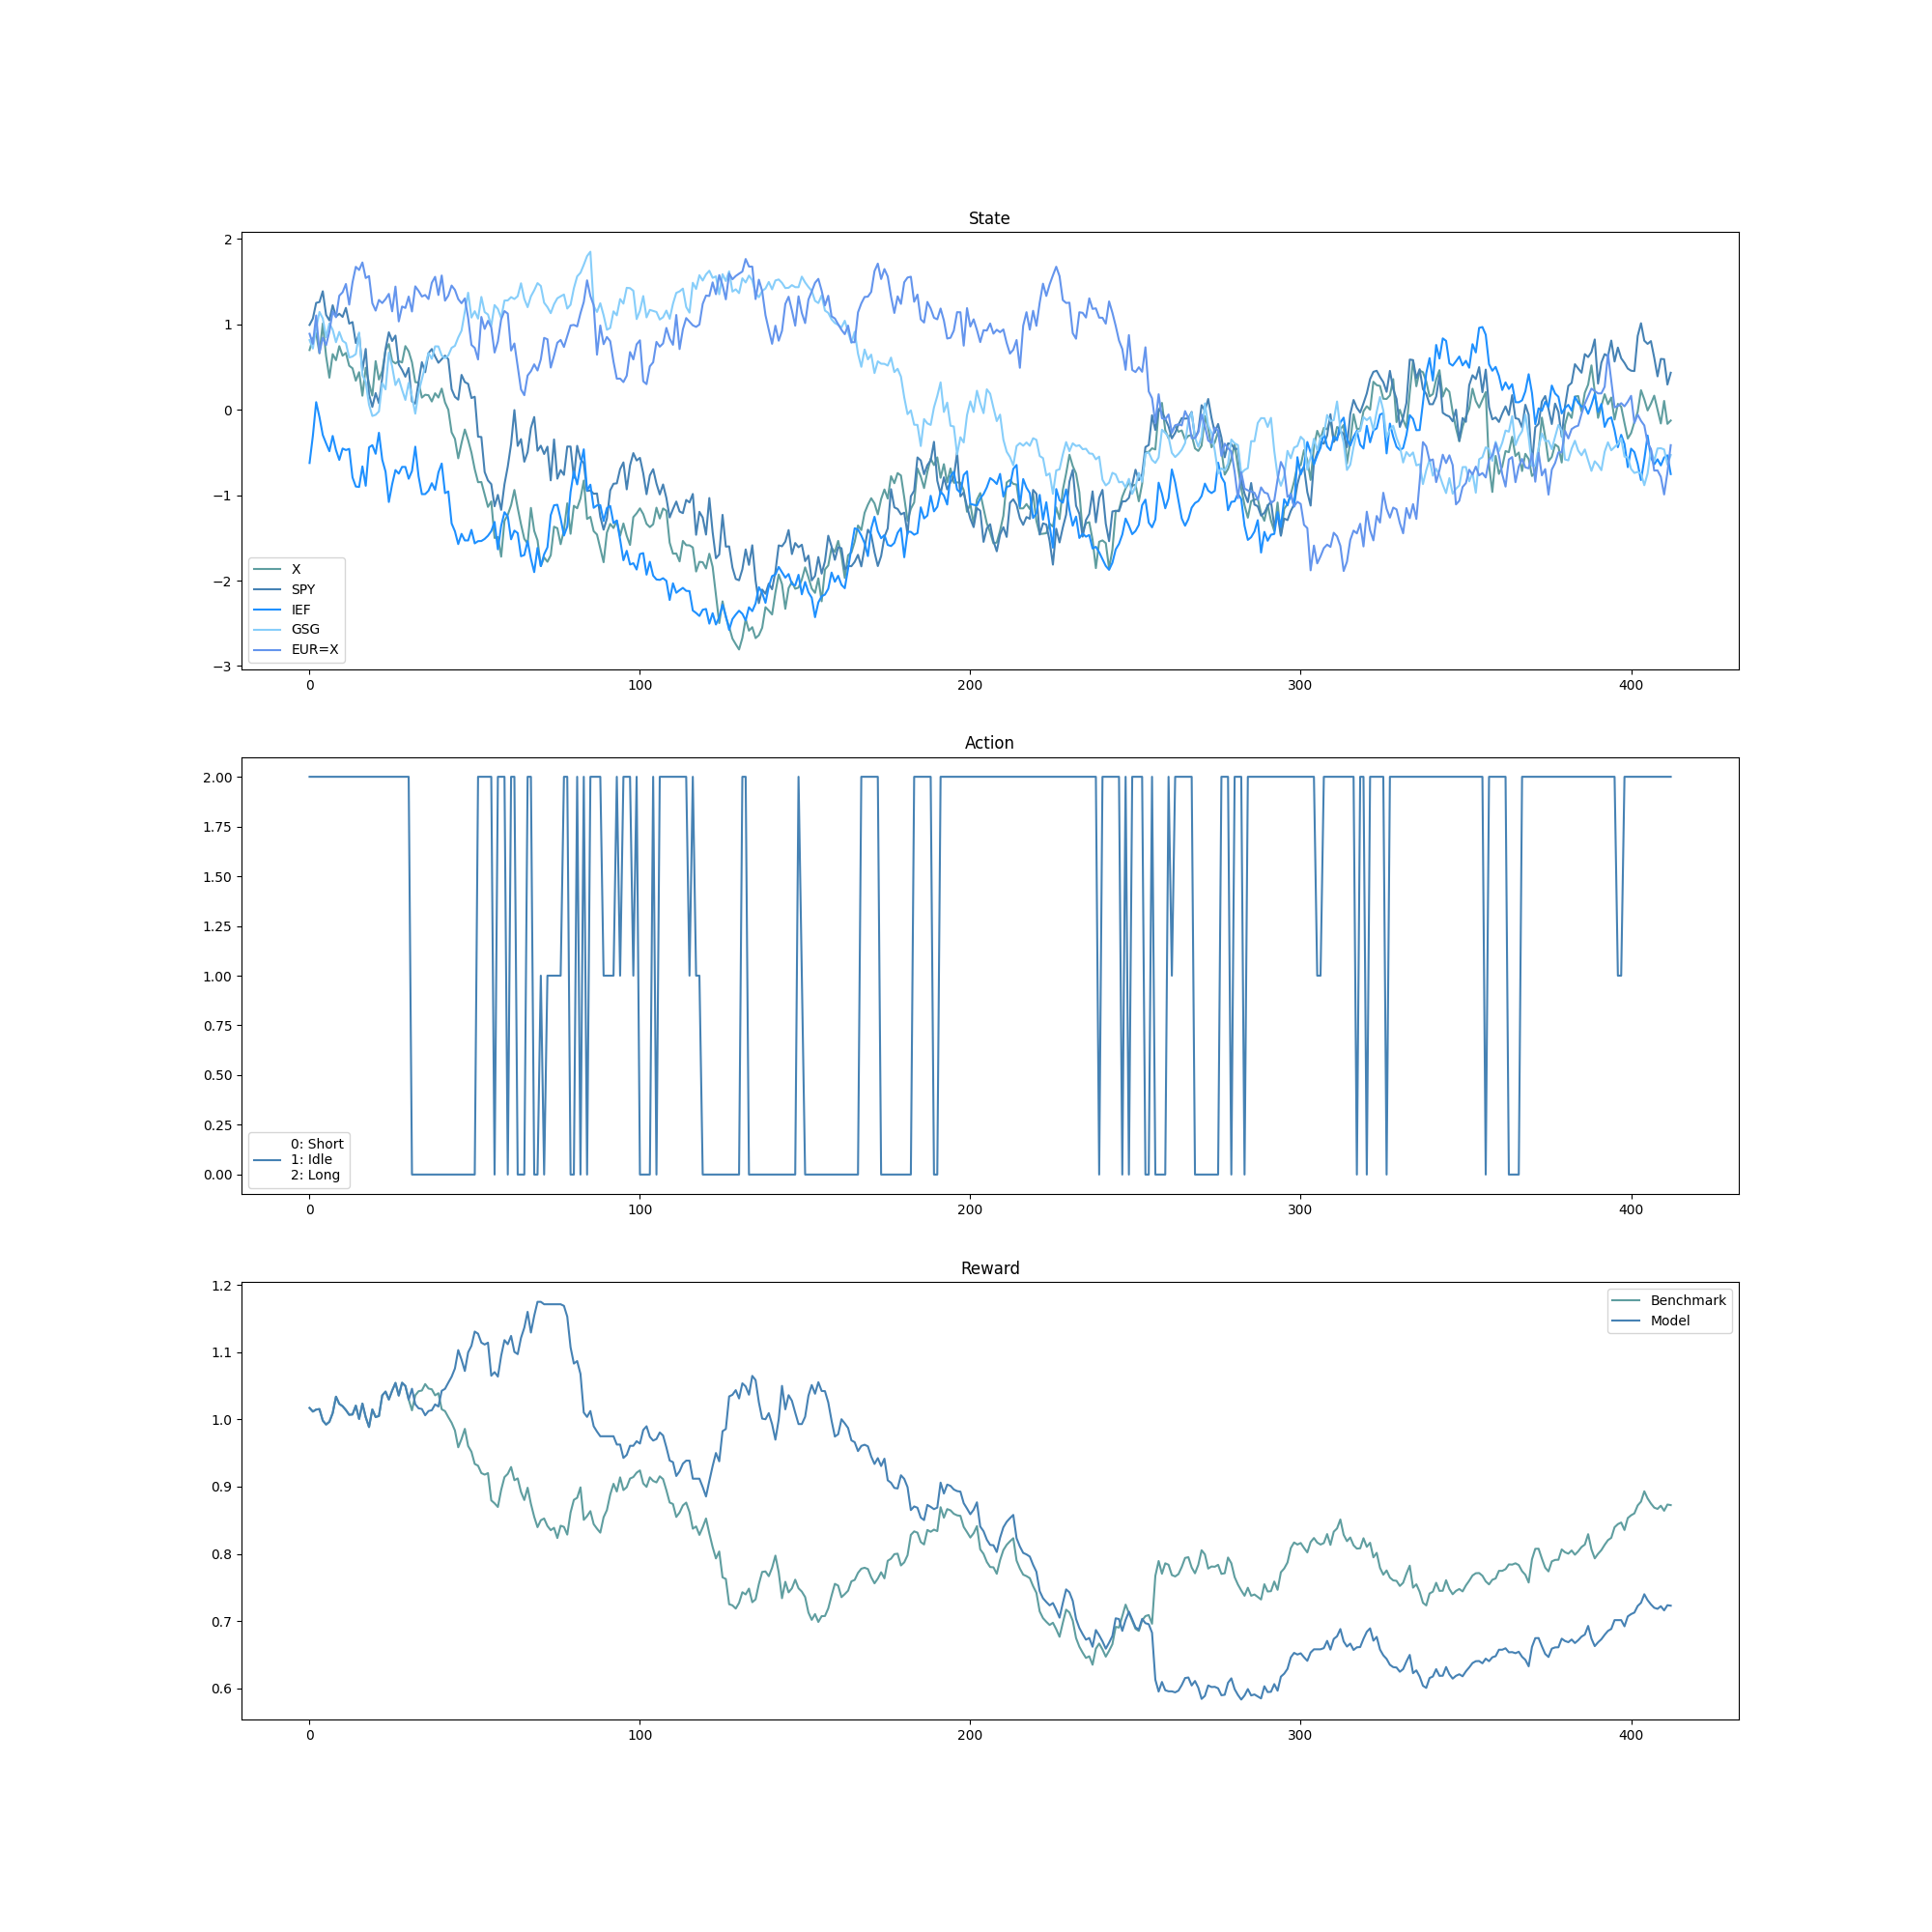 State
2
1
0
−1
−2
−3
X
SPY
IEF
GSG
EUR=X
0 100 200 300 400
Action
2.00
1.75
1.50
1.25
1.00
0.75
0.50
0.25
0.00
0: Short
1: Idle
2: Long
0 100 200 300 400
Reward
1.2
1.1
1.0
0.9
0.8
0.7
0.6
Benchmark
Model
0 100 200 300 400